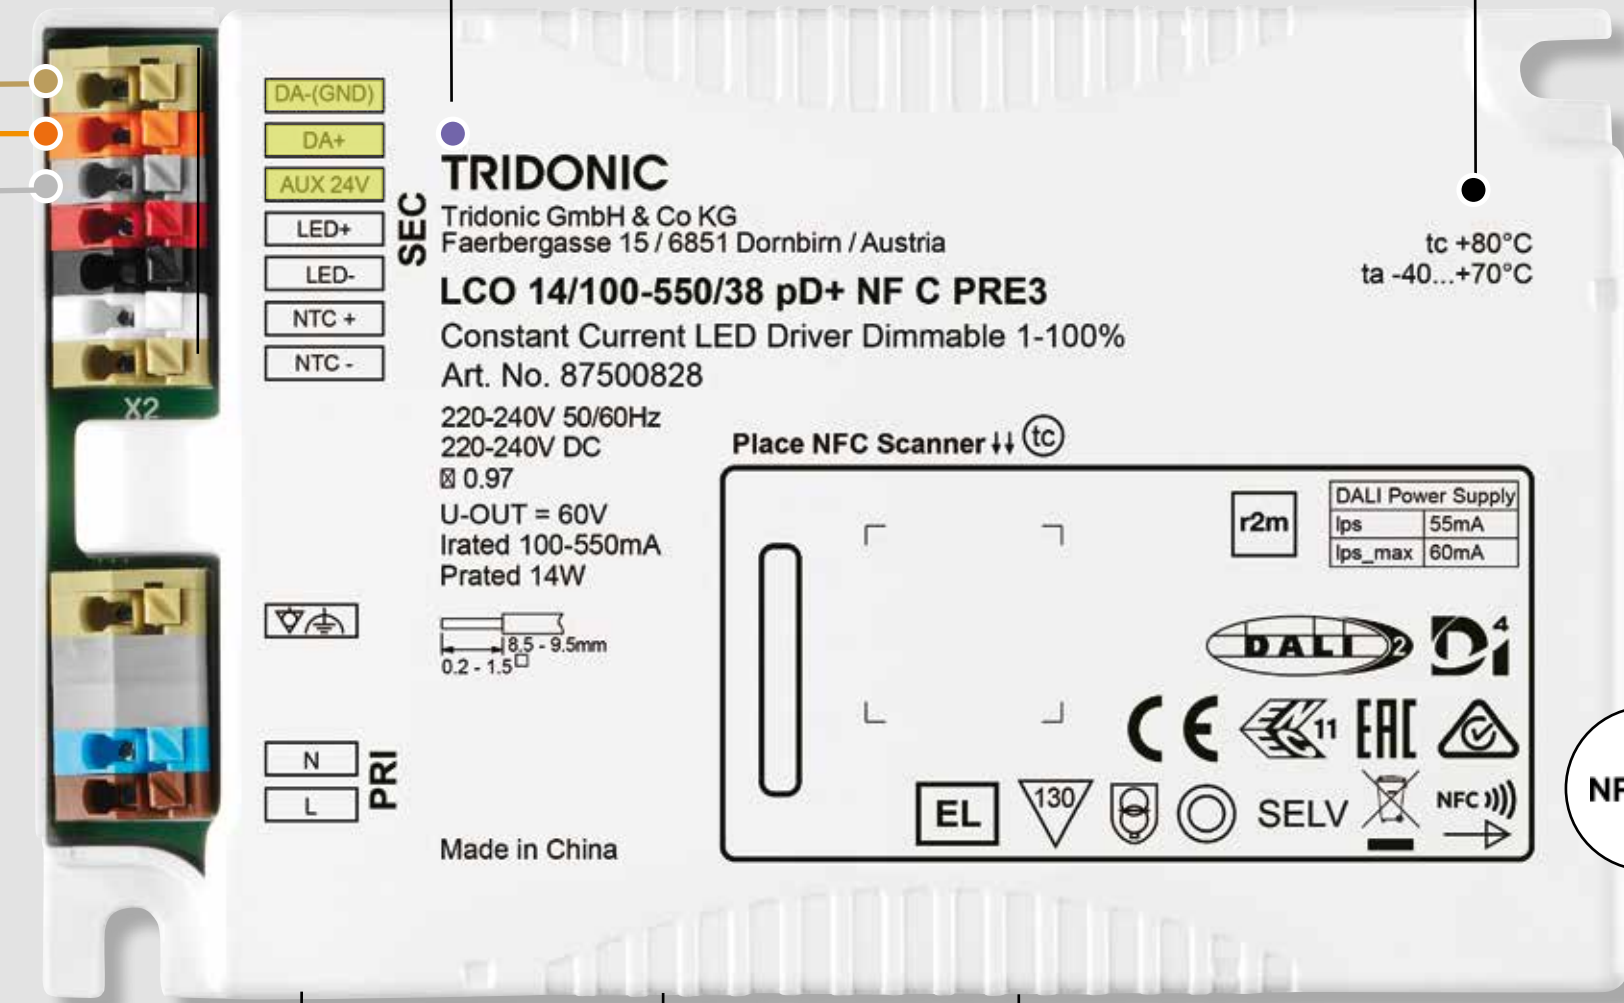 DA-(GND)
DA+
AUX 24V
LED+
LED-
NTC +
NTC -
SEC
X2
N
L
PRI
TRIDONIC
Tridonic GmbH & Co KG
Faerbergasse 15 / 6851 Dornbirn / Austria
LCO 14/100-550/38 pD+ NF C PRE3
Constant Current LED Driver Dimmable 1-100%
Art. No. 87500828
220-240V 50/60Hz
220-240V DC
0.97
U-OUT = 60V
Irated 100-550mA
Prated 14W
8.5 - 9.5mm
0.2 - 1.5□
Made in China
tc +80°C
ta -40...+70°C
Place NFC Scanner ↓↓ tc
r2m
DALI Power Supply
Ips 55mA
Ips_max 60mA
DALI 2
Di 4
CE ENEC 11 EAC
EL 130 SELV NFC
NF